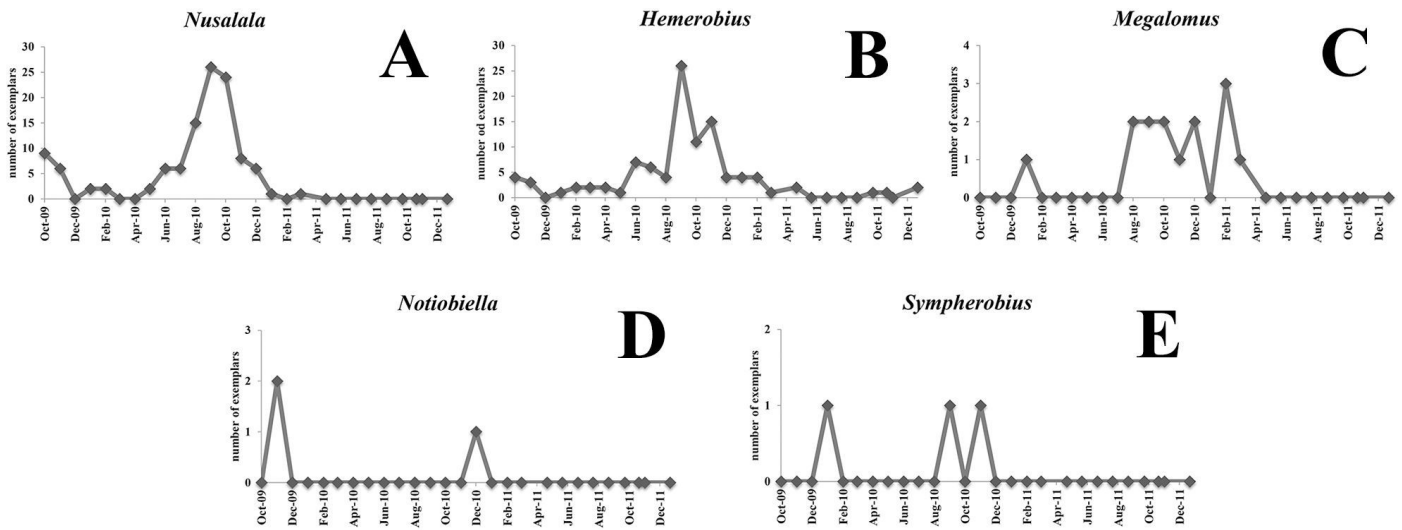 Nusalala
A
number of exemplars
30
25
20
15
10
5
0
Oct-09
Dec-09
Feb-10
Apr-10
Jun-10
Aug-10
Oct-10
Dec-10
Feb-11
Apr-11
Jun-11
Aug-11
Oct-11
Dec-11
Hemerobius
B
number od exemplars
30
25
20
15
10
5
0
Oct-09
Dec-09
Feb-10
Apr-10
Jun-10
Aug-10
Oct-10
Dec-10
Feb-11
Apr-11
Jun-11
Aug-11
Oct-11
Dec-11
Megalomus
C
number of exemplars
4
3
2
1
0
Oct-09
Dec-09
Feb-10
Apr-10
Jun-10
Aug-10
Oct-10
Dec-10
Feb-11
Apr-11
Jun-11
Aug-11
Oct-11
Dec-11
Notiobiella
D
number of exemplars
3
2
1
0
Oct-09
Dec-09
Feb-10
Apr-10
Jun-10
Aug-10
Oct-10
Dec-10
Feb-11
Apr-11
Jun-11
Aug-11
Oct-11
Dec-11
Sympherobius
E
number of exemplars
2
1
0
Oct-09
Dec-09
Feb-10
Apr-10
Jun-10
Aug-10
Oct-10
Dec-10
Feb-11
Apr-11
Jun-11
Aug-11
Oct-11
Dec-11